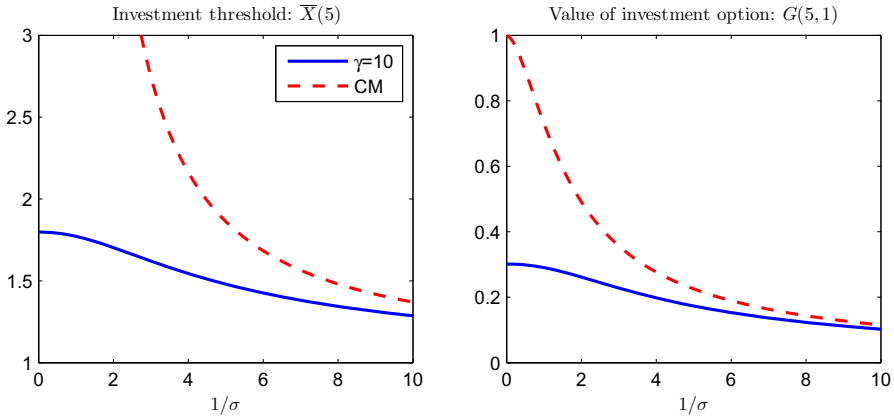 Investment threshold: X̅(5)
3
2.5
2
1.5
1
0 2 4 6 8 10
1/σ
γ=10
CM
Value of investment option: G(5, 1)
1
0.8
0.6
0.4
0.2
0
0 2 4 6 8 10
1/σ